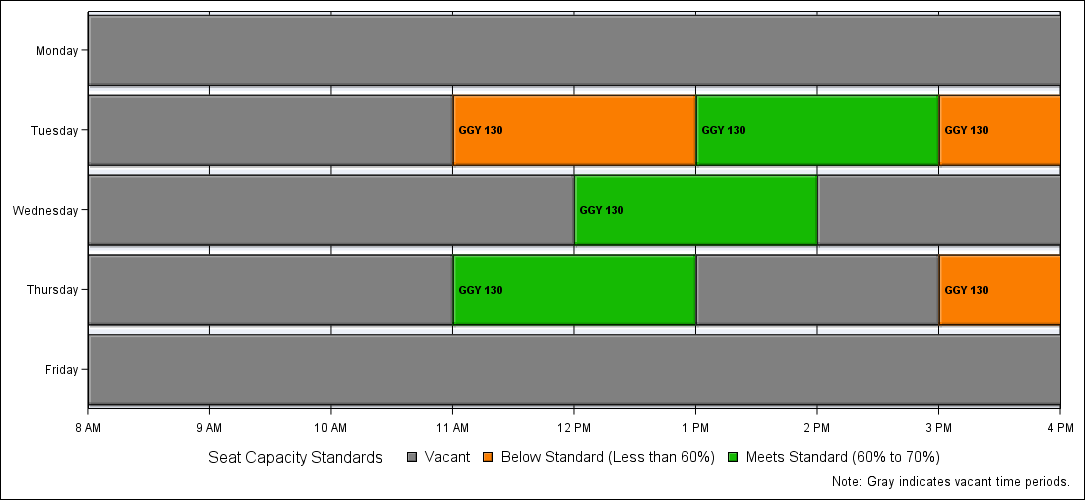 Monday
Tuesday GGY 130 GGY 130 GGY 130
Wednesday GGY 130
Thursday GGY 130 GGY 130
Friday
8 AM 9 AM 10 AM 11 AM 12 PM 1 PM 2 PM 3 PM 4 PM
Seat Capacity Standards Vacant Below Standard (Less than 60%) Meets Standard (60% to 70%)
Note: Gray indicates vacant time periods.